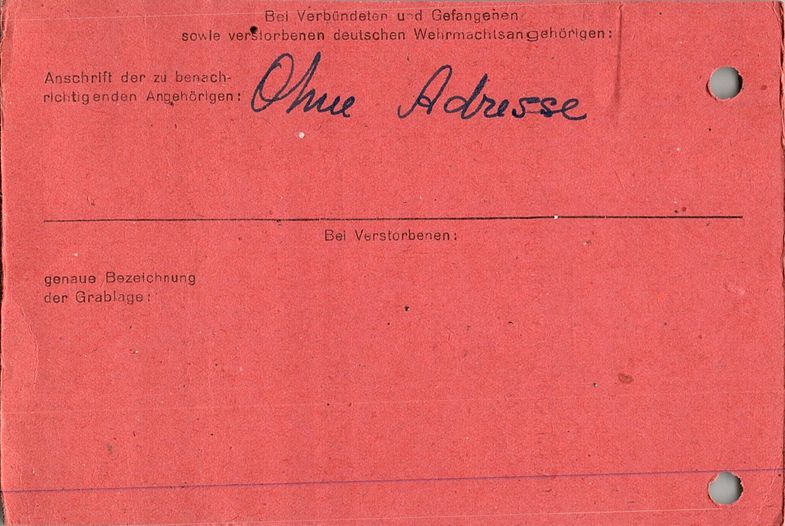 Bei Verbündeten und Gefangenen
sowie verstorbenen deutschen Wehrmachtsangehörigen:
Anschrift der zu benach-
richtigenden Angehörigen: Ohne Adresse
Bei Verstorbenen:
genaue Bezeichnung
der Grablage: